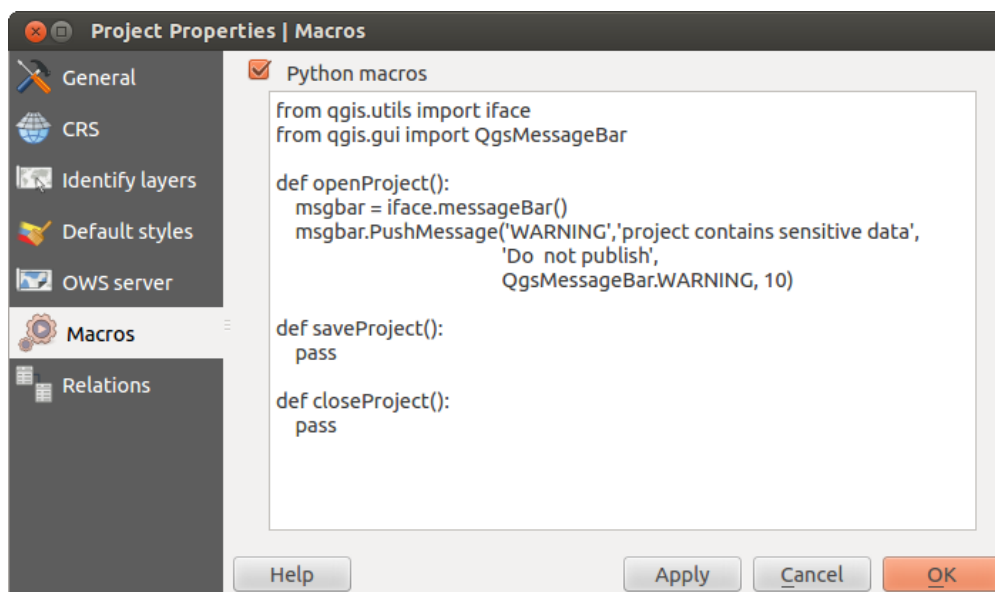 Project Properties | Macros
General
CRS
Identify layers
Default styles
OWS server
Macros
Relations
Python macros
from qgis.utils import iface
from qgis.gui import QgsMessageBar
def openProject():
msgbar = iface.messageBar()
msgbar.PushMessage('WARNING','project contains sensitive data',
'Do  not publish',
QgsMessageBar.WARNING, 10)
def saveProject():
pass
def closeProject():
pass
Help
Apply
Cancel
OK